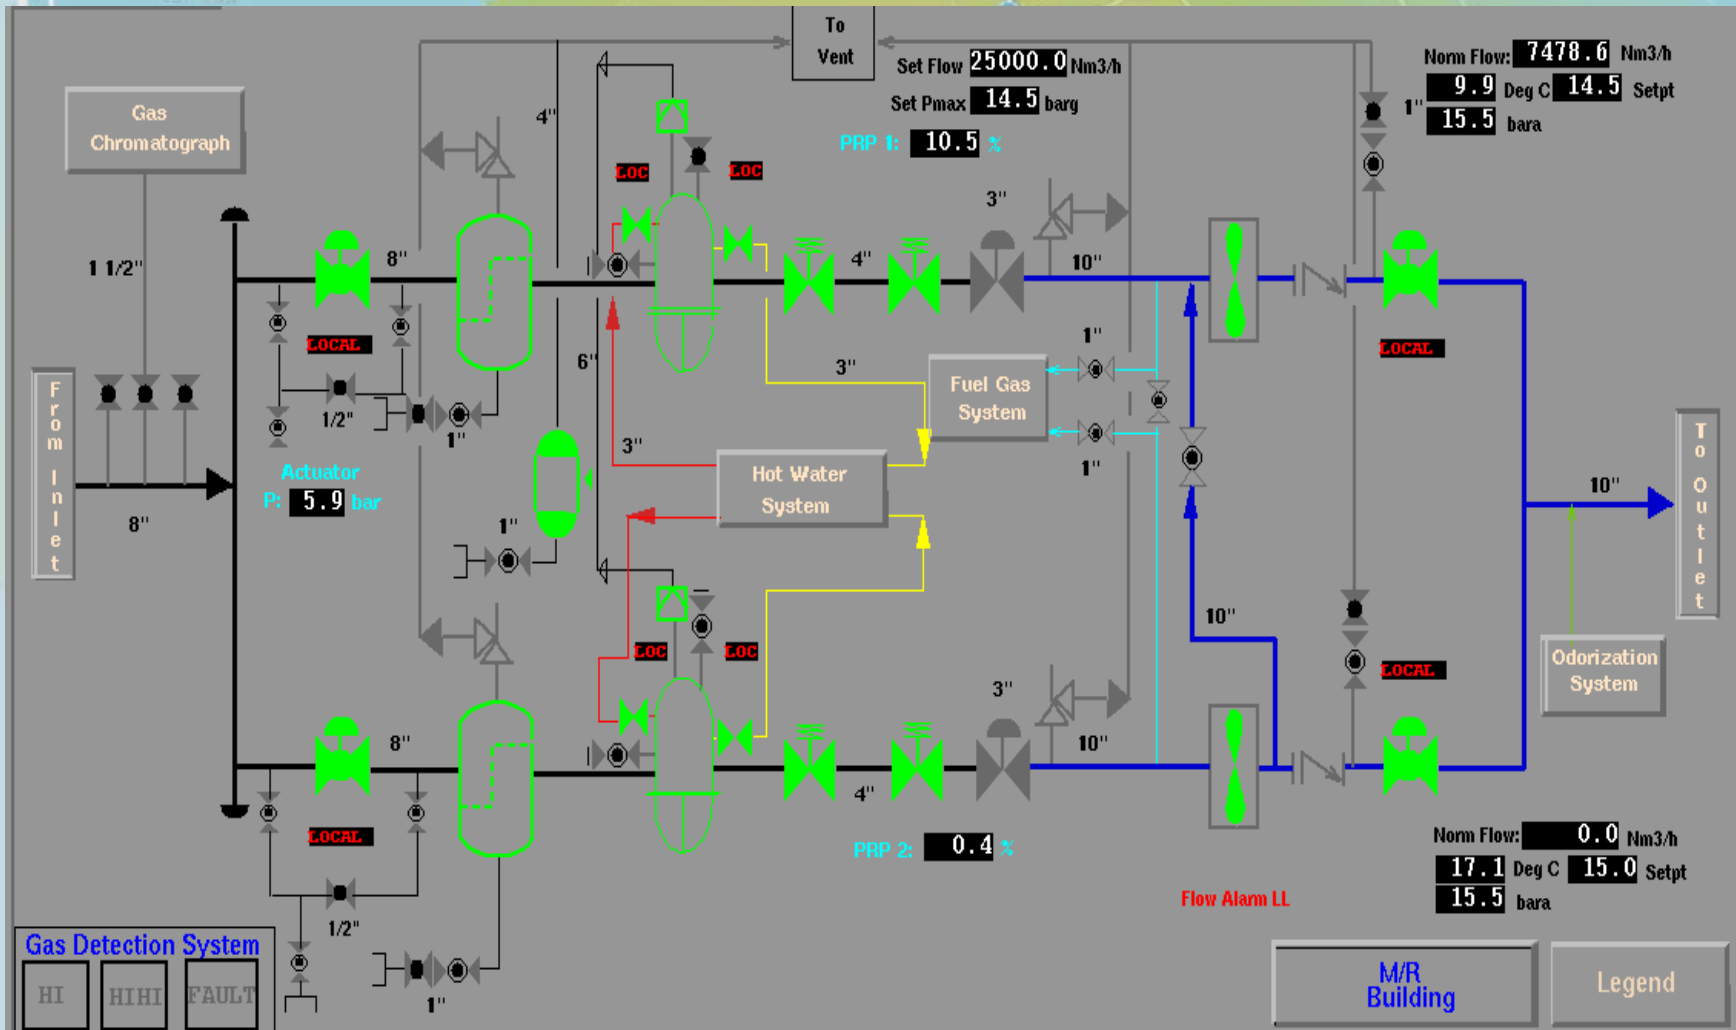 To
Vent
Set Flow 25000.0 Nm3/h
Set Pmax 14.5 barg
PRP 1: 10.5 %
Norm Flow: 7478.6 Nm3/h
9.9 Deg C 14.5 Setpt
15.5 bara
1"
Gas
Chromatograph
4"
LOC
LOC
3"
1 1/2"
8"
4"
10"
LOCAL
LOCAL
6"
1"
3"
From Inlet
1/2"
1"
Fuel Gas
System
To Outlet
3"
1"
Actuator
P: 5.9 bar
Hot Water
System
8"
10"
1"
10"
LOC
LOC
LOCAL
Odorization
System
3"
8"
10"
4"
LOCAL
PRP 2: 0.4 %
Norm Flow: 0.0 Nm3/h
17.1 Deg C 15.0 Setpt
15.5 bara
Flow Alarm LL
1/2"
Gas Detection System
HI
HIHI
FAULT
1"
M/R
Building
Legend